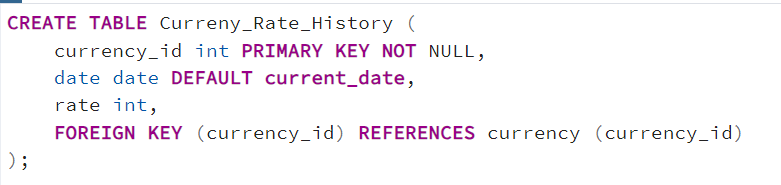 CREATE TABLE Curreny_Rate_History (
    currency_id int PRIMARY KEY NOT NULL,
    date date DEFAULT current_date,
    rate int,
    FOREIGN KEY (currency_id) REFERENCES currency (currency_id)
);